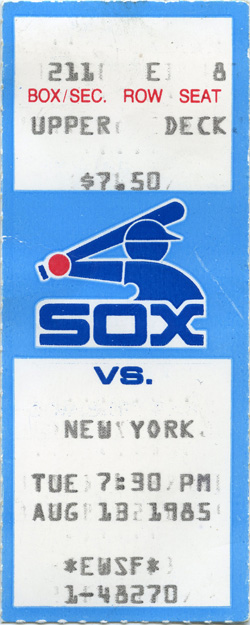 211 E 8
BOX/SEC. ROW SEAT
UPPER DECK
$7.50
SOX
VS.
NEW YORK
TUE 7:30 PM
AUG 13 1985
*EWSF*
1-48270